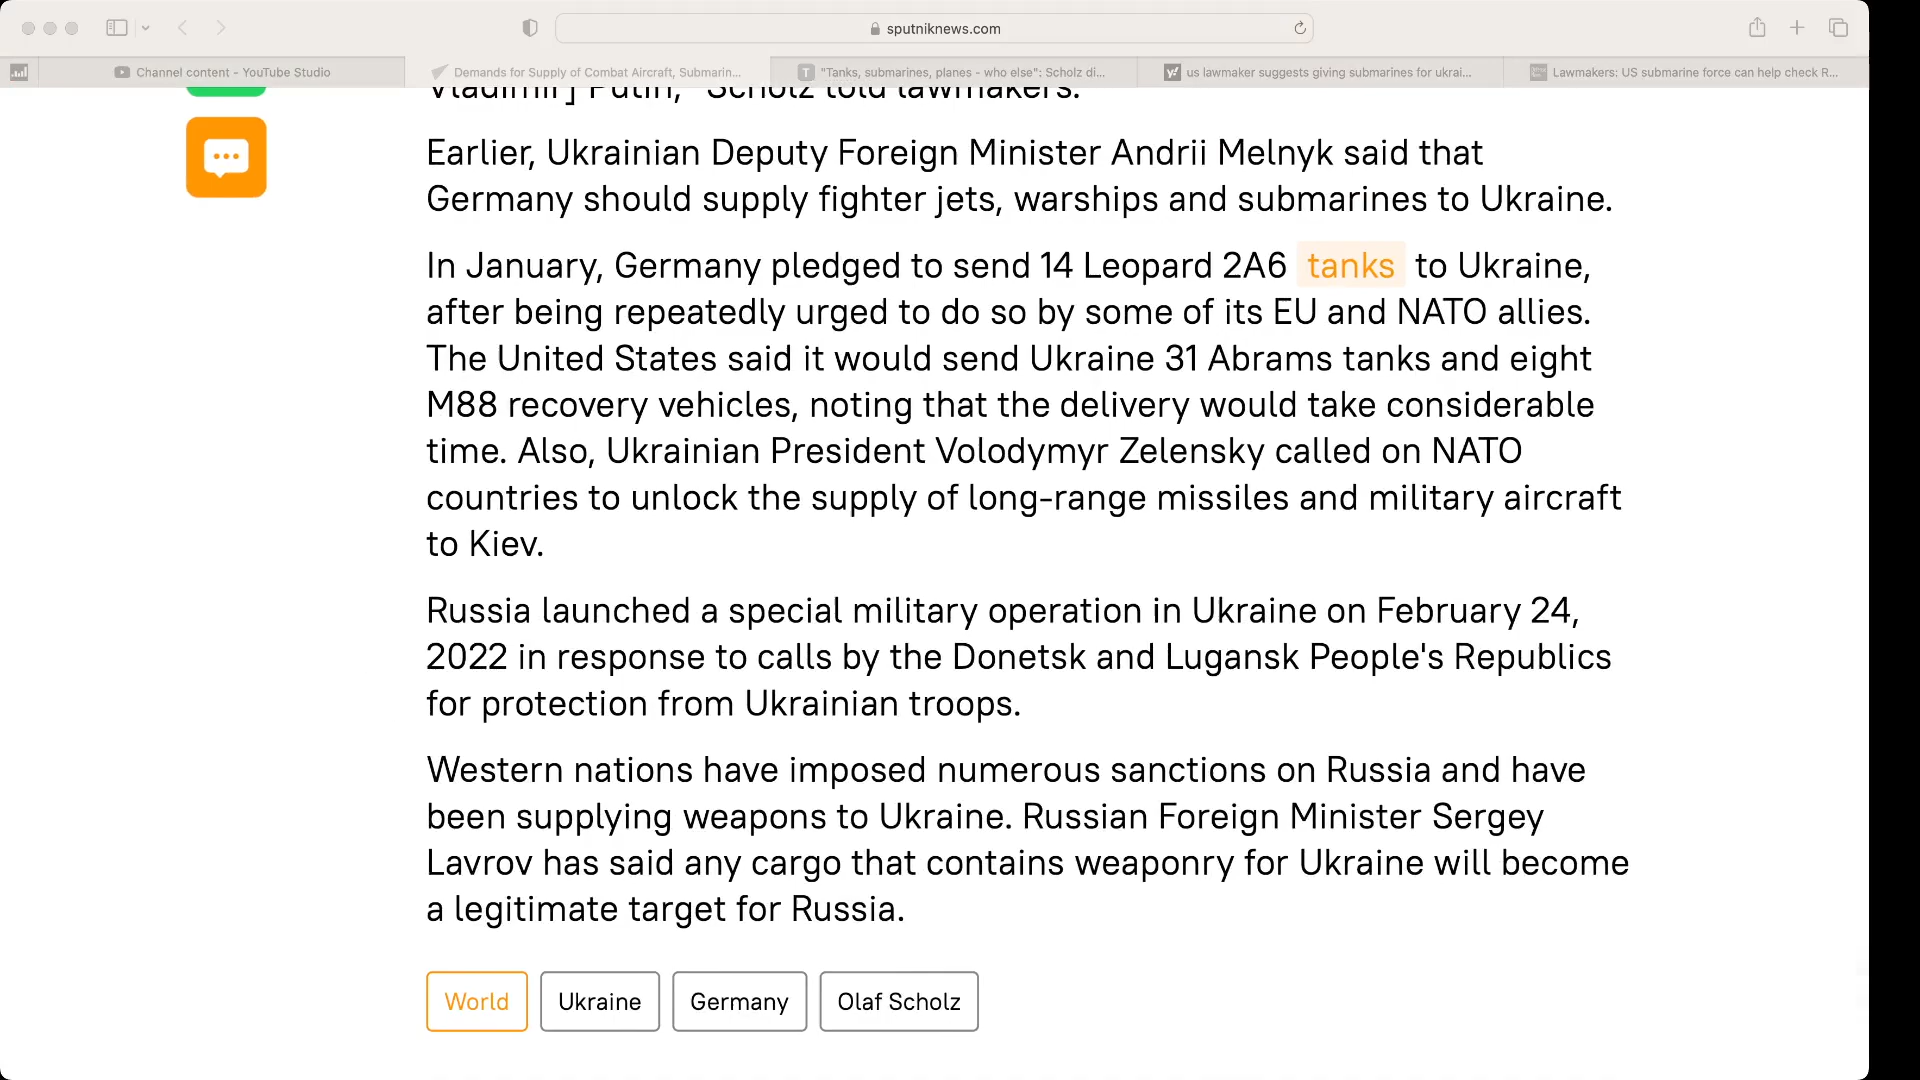 sputniknews.com
Channel content - YouTube Studio
Demands for Supply of Combat Aircraft, Submarin...
"Tanks, submarines, planes - who else": Scholz di...
us lawmaker suggests giving submarines for ukrai...
Lawmakers: US submarine force can help check R...
Vladimir] Putin," Scholz told lawmakers.
Earlier, Ukrainian Deputy Foreign Minister Andrii Melnyk said that
Germany should supply fighter jets, warships and submarines to Ukraine.
In January, Germany pledged to send 14 Leopard 2A6 tanks to Ukraine,
after being repeatedly urged to do so by some of its EU and NATO allies.
The United States said it would send Ukraine 31 Abrams tanks and eight
M88 recovery vehicles, noting that the delivery would take considerable
time. Also, Ukrainian President Volodymyr Zelensky called on NATO
countries to unlock the supply of long-range missiles and military aircraft
to Kiev.
Russia launched a special military operation in Ukraine on February 24,
2022 in response to calls by the Donetsk and Lugansk People's Republics
for protection from Ukrainian troops.
Western nations have imposed numerous sanctions on Russia and have
been supplying weapons to Ukraine. Russian Foreign Minister Sergey
Lavrov has said any cargo that contains weaponry for Ukraine will become
a legitimate target for Russia.
World
Ukraine
Germany
Olaf Scholz